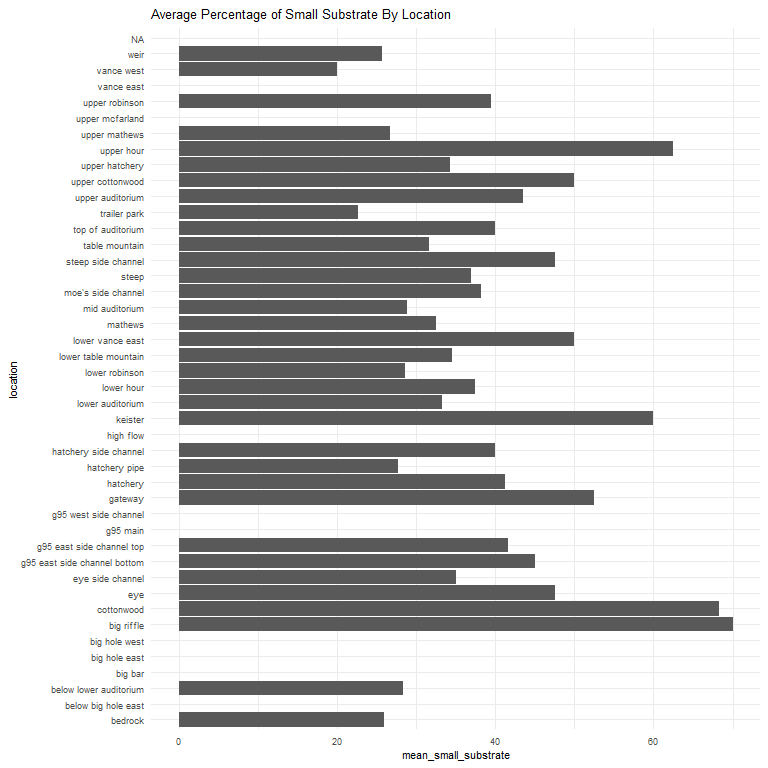 Average Percentage of Small Substrate By Location
NA
weir
vance west
vance east
upper robinson
upper mcfarland
upper mathews
upper hour
upper hatchery
upper cottonwood
upper auditorium
trailer park
top of auditorium
table mountain
steep side channel
steep
moe's side channel
mid auditorium
mathews
lower vance east
lower table mountain
lower robinson
lower hour
lower auditorium
keister
high flow
hatchery side channel
hatchery pipe
hatchery
gateway
g95 west side channel
g95 main
g95 east side channel top
g95 east side channel bottom
eye side channel
eye
cottonwood
big riffle
big hole west
big hole east
big bar
below lower auditorium
below big hole east
bedrock
location
0 20 40 60
mean_small_substrate